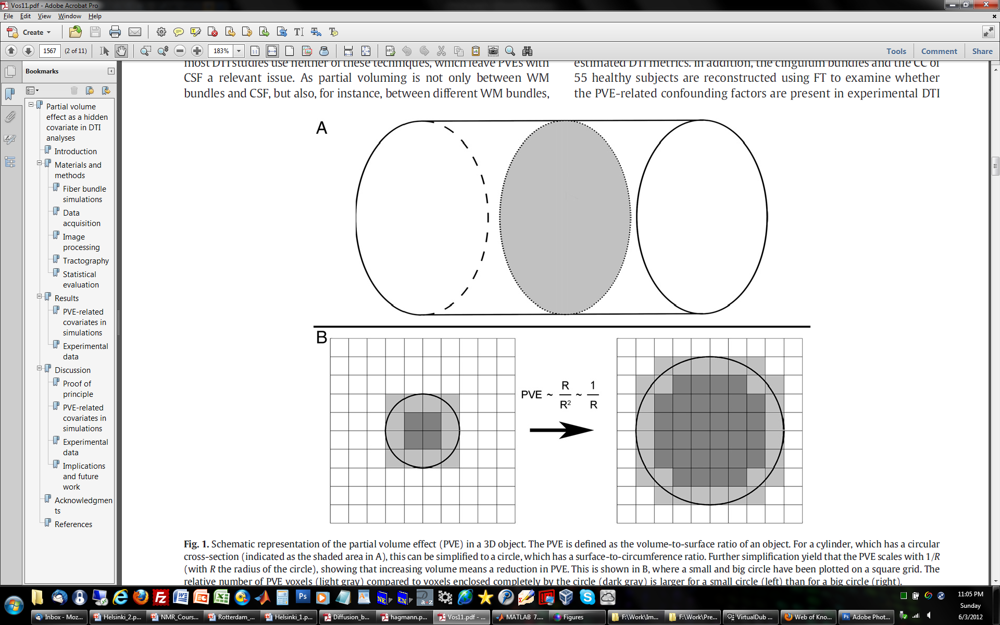 Vos11.pdf - Adobe Acrobat Pro
File Edit View Window Help
Create
1567 (2 of 11) 183% Tools Comment Share
Bookmarks
Partial volume
effect as a hidden
covariate in DTI
analyses
Introduction
Materials and
methods
Fiber bundle
simulations
Data
acquisition
Image
processing
Tractography
Statistical
evaluation
Results
PVE-related
covariates in
simulations
Experimental
data
Discussion
Proof of
principle
PVE-related
covariates in
simulations
Experimental
data
Implications
and future
work
Acknowledgmen
ts
References
most DTI studies use neither of these techniques, which leave PVEs with
CSF a relevant issue. As partial voluming is not only between WM
bundles and CSF, but also, for instance, between different WM bundles,
estimated DTI metrics. In addition, the cingulum bundles and the CC of
55 healthy subjects are reconstructed using FT to examine whether
the PVE-related confounding factors are present in experimental DTI
A
B
PVE ~ R/R² ~ 1/R
Fig. 1. Schematic representation of the partial volume effect (PVE) in a 3D object. The PVE is defined as the volume-to-surface ratio of an object. For a cylinder, which has a circular
cross-section (indicated as the shaded area in A), this can be simplified to a circle, which has a surface-to-circumference ratio. Further simplification yield that the PVE scales with 1/R
(with R the radius of the circle), showing that increasing volume means a reduction in PVE. This is shown in B, where a small and big circle have been plotted on a square grid. The
relative number of PVE voxels (light gray) compared to voxels enclosed completely by the circle (dark gray) is larger for a small circle (left) than for a big circle (right).
11:05 PM
Sunday
6/3/2012
Inbox - Moz... Helsinki_2.p... NMR_Cours... Rotterdam_... Helsinki_1.p... Diffusion_b... hagmann.p... Vos11.pdf - ... MATLAB 7.... Figures F:\Work\Im... F:\Work\Pre... VirtualDub ... Web of Kno... Adobe Phot...